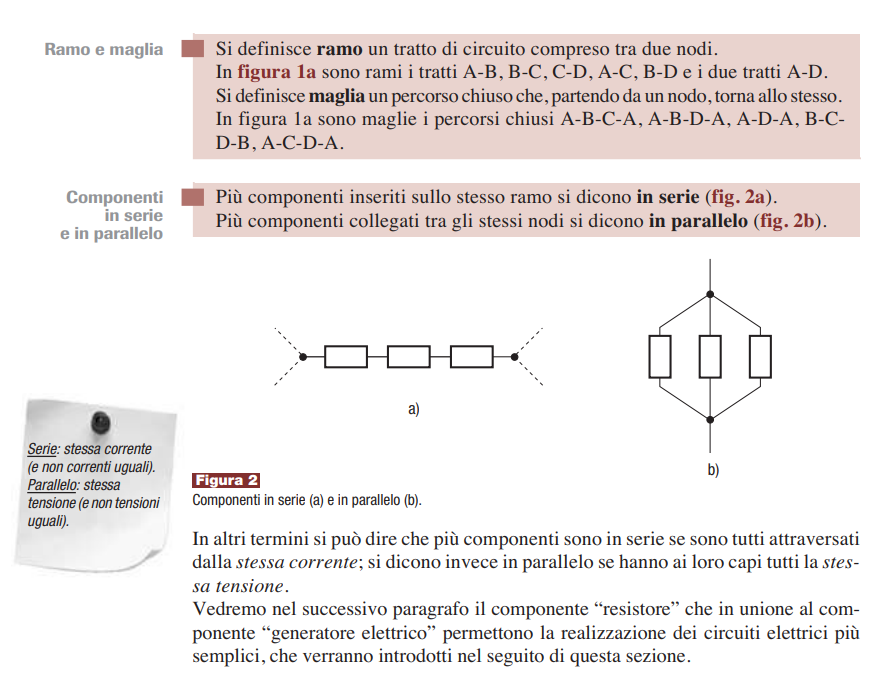 Ramo e maglia
Si definisce ramo un tratto di circuito compreso tra due nodi.
In figura 1a sono rami i tratti A-B, B-C, C-D, A-C, B-D e i due tratti A-D.
Si definisce maglia un percorso chiuso che, partendo da un nodo, torna allo stesso.
In figura 1a sono maglie i percorsi chiusi A-B-C-A, A-B-D-A, A-D-A, B-C-
D-B, A-C-D-A.
Componenti
in serie
e in parallelo
Più componenti inseriti sullo stesso ramo si dicono in serie (fig. 2a).
Più componenti collegati tra gli stessi nodi si dicono in parallelo (fig. 2b).
a)
b)
Serie: stessa corrente
(e non correnti uguali).
Parallelo: stessa
tensione (e non tensioni
uguali).
Figura 2
Componenti in serie (a) e in parallelo (b).
In altri termini si può dire che più componenti sono in serie se sono tutti attraversati
dalla stessa corrente; si dicono invece in parallelo se hanno ai loro capi tutti la stes-
sa tensione.
Vedremo nel successivo paragrafo il componente “resistore” che in unione al com-
ponente “generatore elettrico” permettono la realizzazione dei circuiti elettrici più
semplici, che verranno introdotti nel seguito di questa sezione.